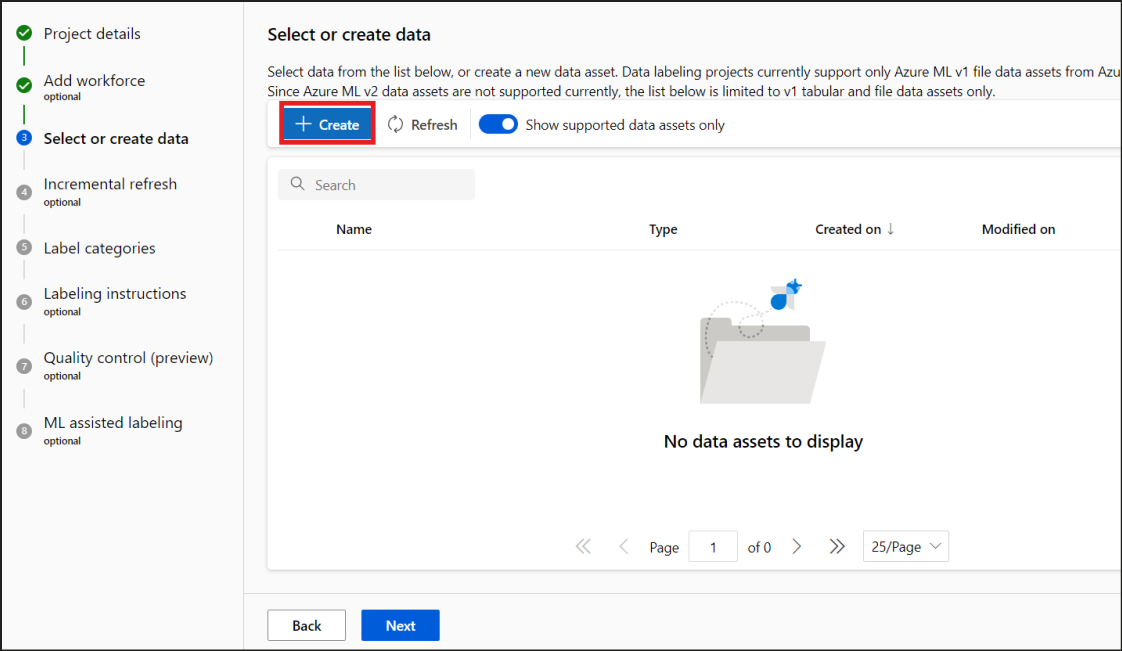 Project details
Add workforce
optional
3
Select or create data
4
Incremental refresh
optional
5
Label categories
6
Labeling instructions
optional
7
Quality control (preview)
optional
8
ML assisted labeling
optional
Select or create data
Select data from the list below, or create a new data asset. Data labeling projects currently support only Azure ML v1 file data assets from Azu
Since Azure ML v2 data assets are not supported currently, the list below is limited to v1 tabular and file data assets only.
Create Refresh Show supported data assets only
Search
Name Type Created on ↓ Modified on
No data assets to display
Page 1 of 0 25/Page
Back Next